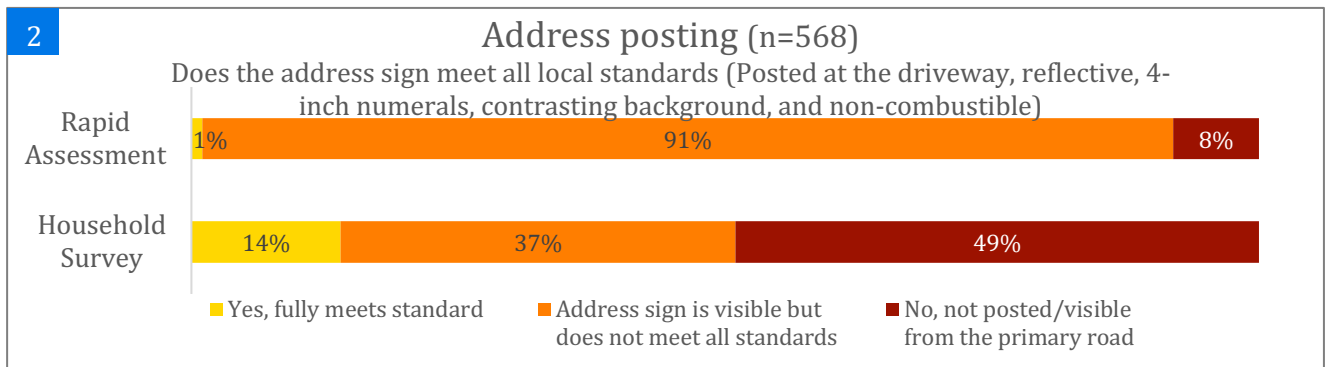 2
Address posting (n=568)
Does the address sign meet all local standards (Posted at the driveway, reflective, 4-
inch numerals, contrasting background, and non-combustible)
Rapid
Assessment
1%
91%
8%
Household
Survey
14%
37%
49%
Yes, fully meets standard
Address sign is visible but
does not meet all standards
No, not posted/visible
from the primary road